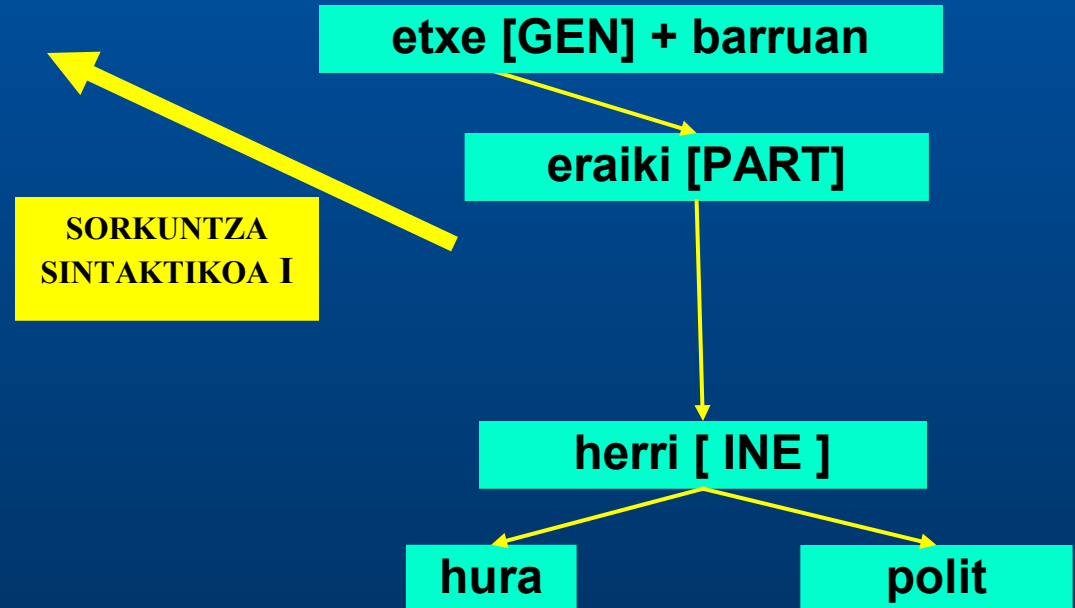 etxe [GEN] + barruan
eraiki [PART]
SORKUNTZA
SINTAKTIKOA I
herri [ INE ]
hura
polit